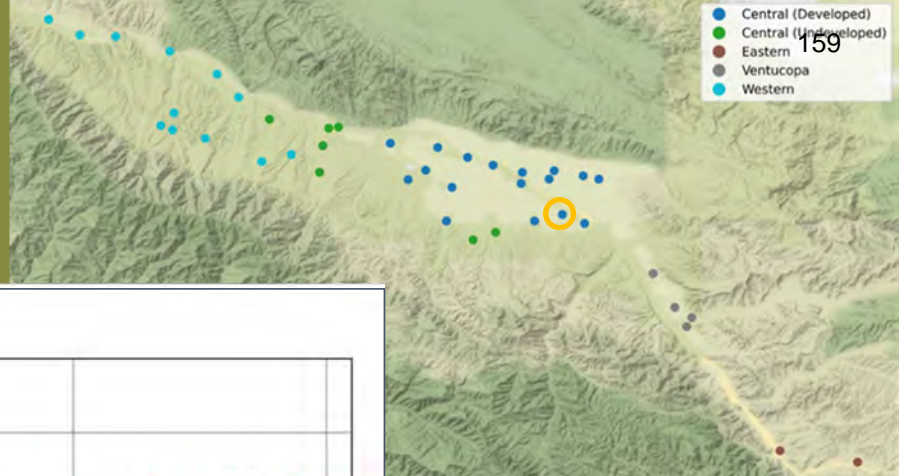 Central (Developed)
Central (Undeveloped)
159
Eastern
Ventucopa
Western